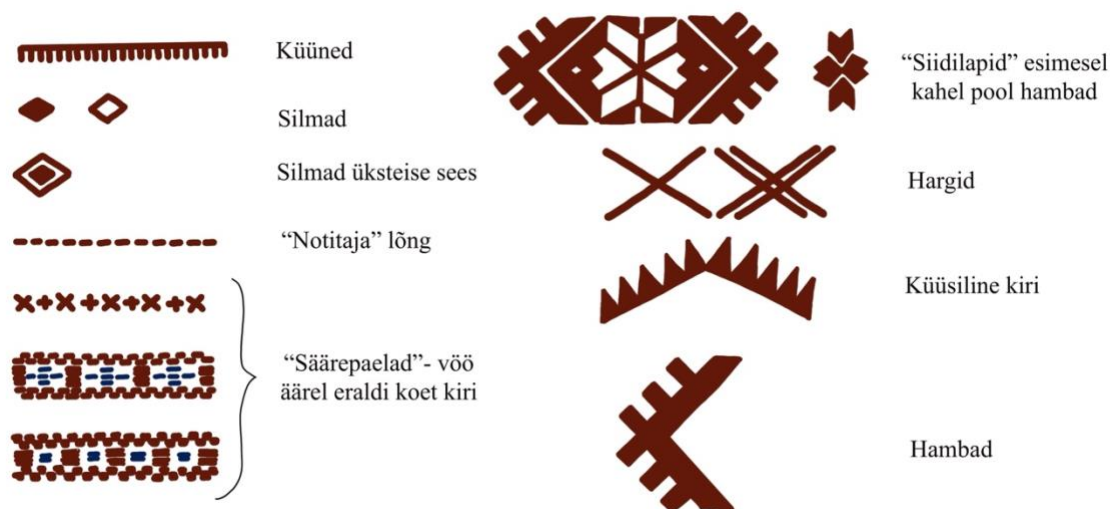 Küüned
Silmad
Silmad üksteise sees
“Notitaja” lõng
“Säärepaelad”- vöö
äärel eraldi koet kiri
“Siidilapid” esimesel
kahel pool hambad
Hargid
Küüsiline kiri
Hambad